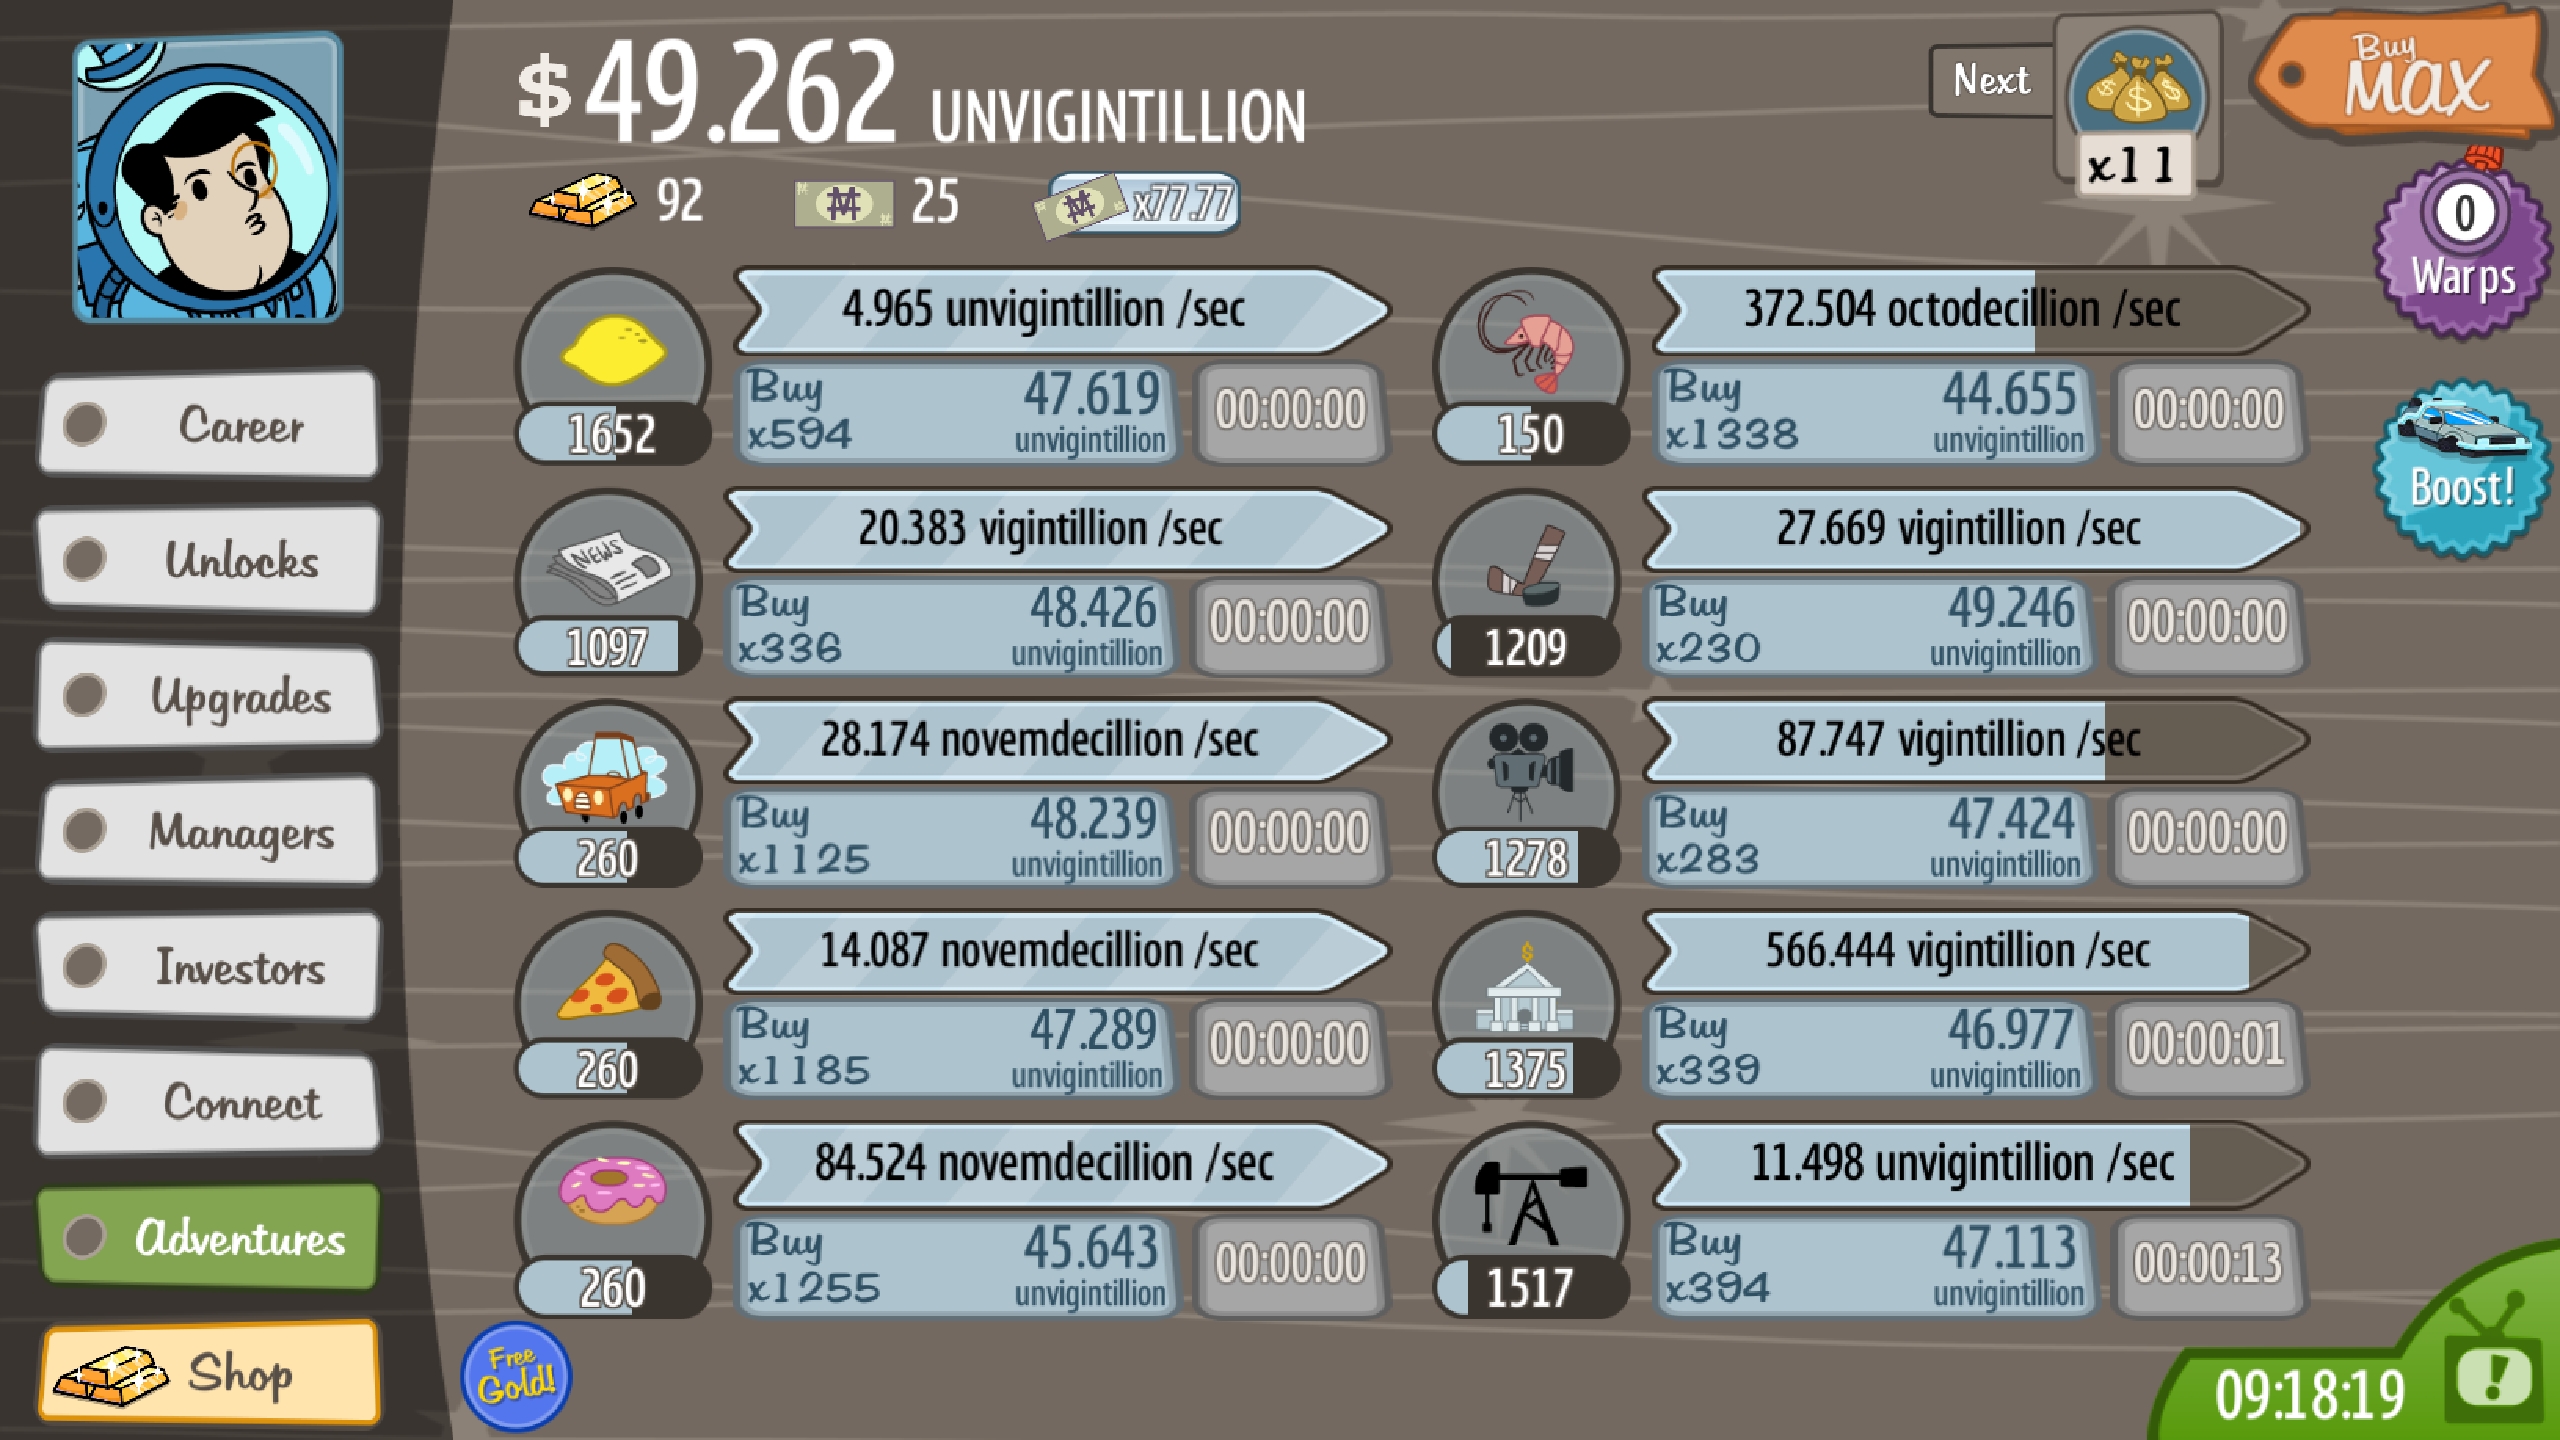 $49.262 UNVIGINTILLION
92 25 x77.77
Next
x11
Buy
MAX
0
Warps
Boost!
Career
Unlocks
Upgrades
Managers
Investors
Connect
Adventures
Shop
4.965 unvigintillion /sec
1652
Buy 47.619
x594 unvigintillion
00:00:00
NEWS
20.383 vigintillion /sec
1097
Buy 48.426
x336 unvigintillion
00:00:00
28.174 novemdecillion /sec
260
Buy 48.239
x1125 unvigintillion
00:00:00
14.087 novemdecillion /sec
260
Buy 47.289
x1185 unvigintillion
00:00:00
84.524 novemdecillion /sec
260
Buy 45.643
x1255 unvigintillion
00:00:00
372.504 octodecillion /sec
150
Buy 44.655
x1338 unvigintillion
00:00:00
27.669 vigintillion /sec
1209
Buy 49.246
x230 unvigintillion
00:00:00
87.747 vigintillion /sec
1278
Buy 47.424
x283 unvigintillion
00:00:00
566.444 vigintillion /sec
1375
Buy 46.977
x339 unvigintillion
00:00:01
11.498 unvigintillion /sec
1517
Buy 47.113
x394 unvigintillion
00:00:13
Free
Gold!
09:18:19
!